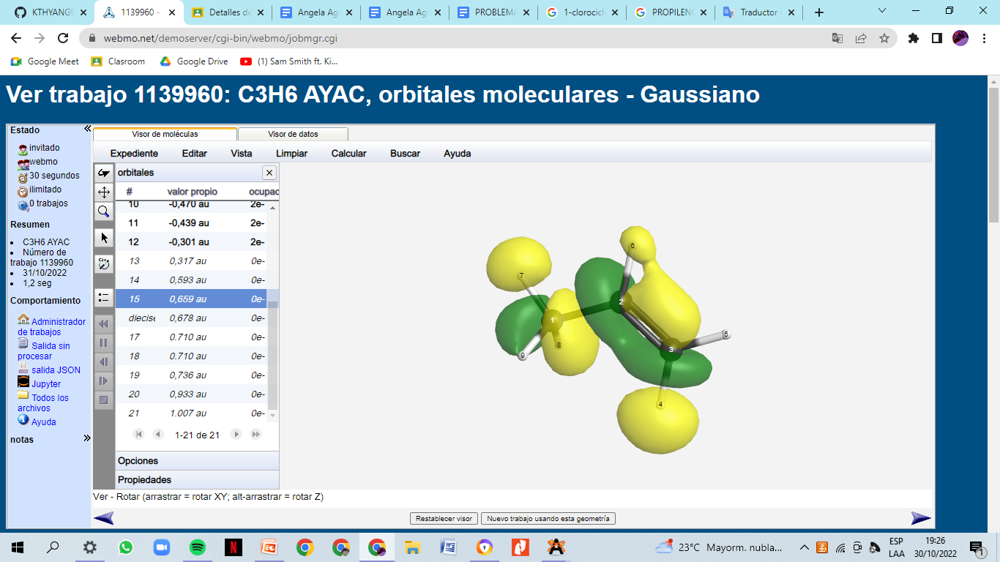 KTHYANG
1139960 -
Detalles de
Angela Ag
Angela Ag
PROBLEMA
1-clorocicl
PROPILENO
Traductor
webmo.net/demoserver/cgi-bin/webmo/jobmgr.cgi
Google Meet
Clasroom
Google Drive
(1) Sam Smith ft. Ki...
Ver trabajo 1139960: C3H6 AYAC, orbitales moleculares - Gaussiano
Estado
invitado
webmo
30 segundos
ilimitado
0 trabajos
Resumen
C3H6 AYAC
Número de
trabajo 1139960
31/10/2022
1,2 seg
Comportamiento
Administrador
de trabajos
Salida sin
procesar
salida JSON
Jupyter
Todos los
archivos
Ayuda
notas
Visor de moléculas
Visor de datos
Expediente Editar Vista Limpiar Calcular Buscar Ayuda
orbitales
# valor propio ocupac
10 -0,470 au 2e-
11 -0,439 au 2e-
12 -0,301 au 2e-
13 0,317 au 0e-
14 0,593 au 0e-
15 0,659 au 0e-
diecise 0,678 au 0e-
17 0.710 au 0e-
18 0.710 au 0e-
19 0,736 au 0e-
20 0,933 au 0e-
21 1.007 au 0e-
1-21 de 21
Opciones
Propiedades
6
7
2
1
8
5
3
9
4
Ver - Rotar (arrastrar = rotar XY; alt-arrastrar = rotar Z)
Restablecer visor
Nuevo trabajo usando esta geometría
23°C Mayorm. nubla...
ESP
LAA
19:26
30/10/2022
1